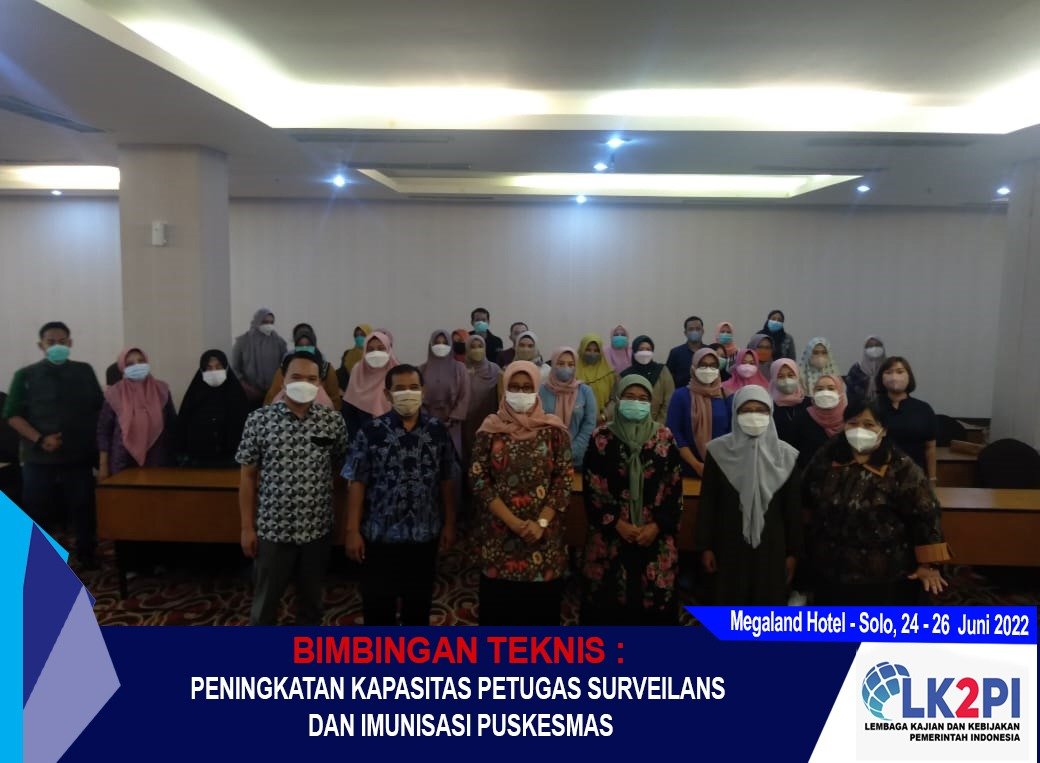 Megaland Hotel - Solo, 24 - 26 Juni 2022
BIMBINGAN TEKNIS :
PENINGKATAN KAPASITAS PETUGAS SURVEILANS
DAN IMUNISASI PUSKESMAS
LK2PI
LEMBAGA KAJIAN DAN KEBIJAKAN
PEMERINTAH INDONESIA